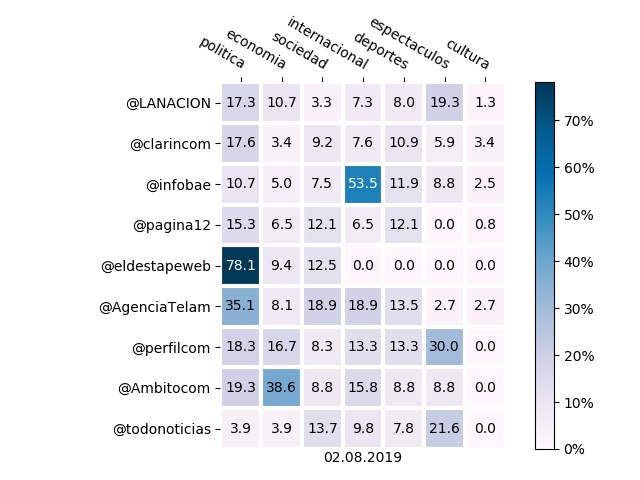 politica economia sociedad internacional deportes espectaculos cultura
@LANACION 17.3 10.7 3.3 7.3 8.0 19.3 1.3
@clarincom 17.6 3.4 9.2 7.6 10.9 5.9 3.4
@infobae 10.7 5.0 7.5 53.5 11.9 8.8 2.5
@pagina12 15.3 6.5 12.1 6.5 12.1 0.0 0.8
@eldestapeweb 78.1 9.4 12.5 0.0 0.0 0.0 0.0
@AgenciaTelam 35.1 8.1 18.9 18.9 13.5 2.7 2.7
@perfilcom 18.3 16.7 8.3 13.3 13.3 30.0 0.0
@Ambitocom 19.3 38.6 8.8 15.8 8.8 8.8 0.0
@todonoticias 3.9 3.9 13.7 9.8 7.8 21.6 0.0
02.08.2019
70%
60%
50%
40%
30%
20%
10%
0%